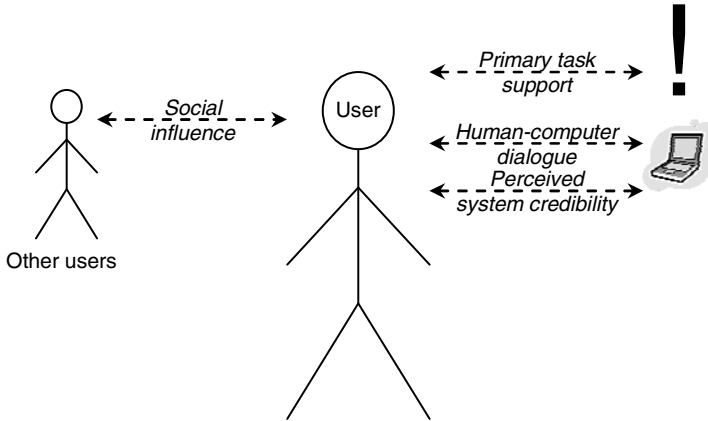 Primary task
support
Social
influence
User
Human-computer
dialogue
Perceived
system credibility
Other users
!